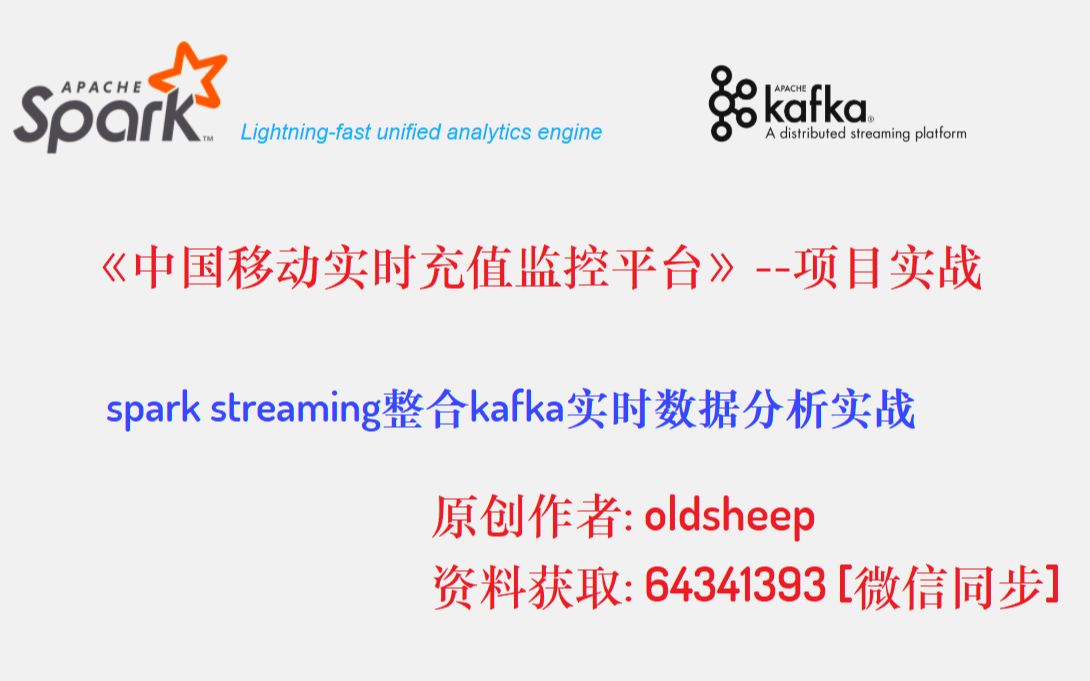 APACHE
Spark™
Lightning-fast unified analytics engine
APACHE
kafka®
A distributed streaming platform
《中国移动实时充值监控平台》--项目实战
spark streaming整合kafka实时数据分析实战
原创作者: oldsheep
资料获取: 64341393 [微信同步]